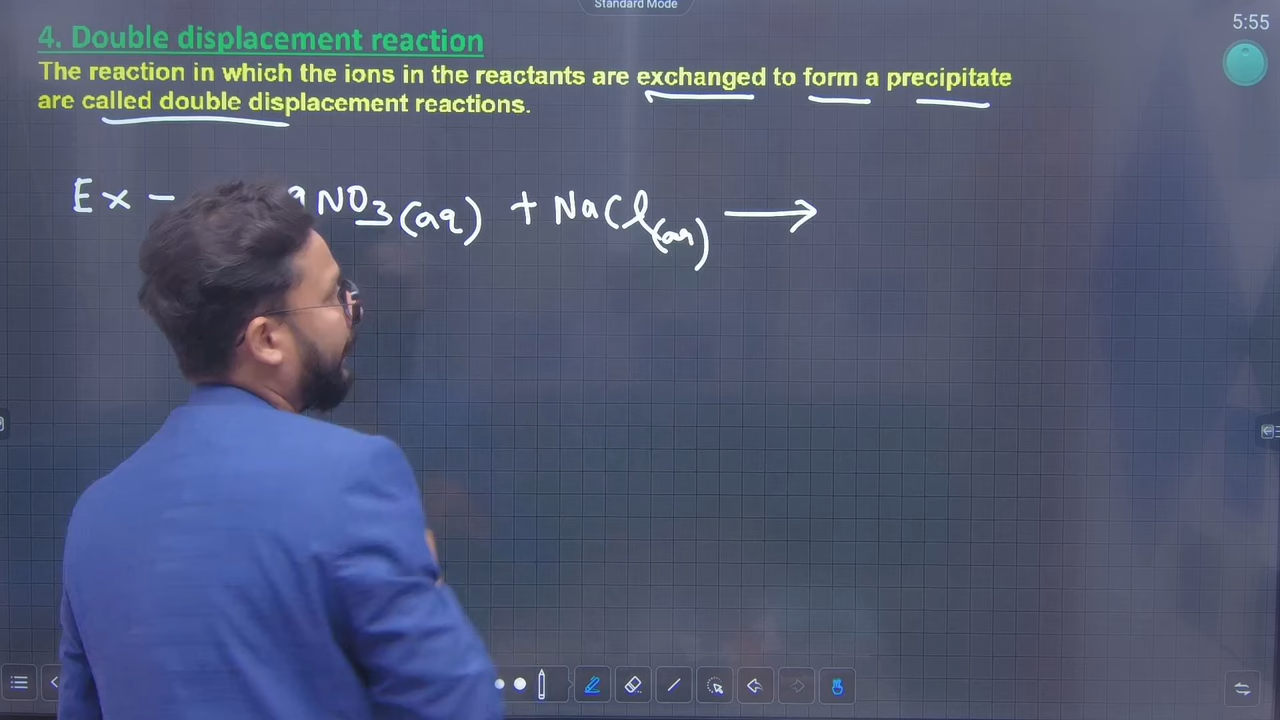 Standard Mode
5:55
4. Double displacement reaction
The reaction in which the ions in the reactants are exchanged to form a precipitate
are called double displacement reactions.
Ex - gNO3(aq) + NaCl(aq) →